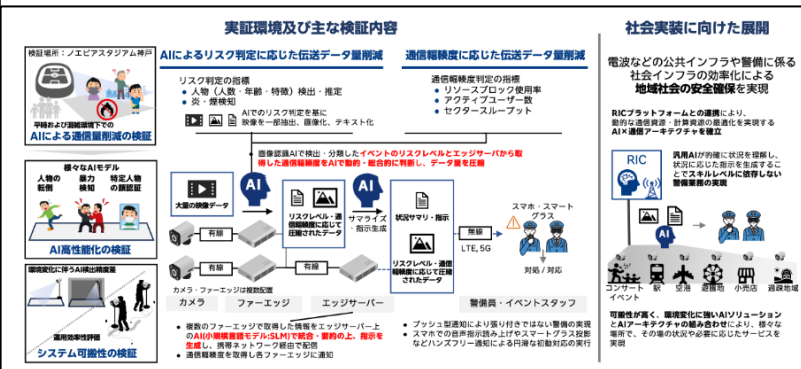 実証環境及び主な検証内容
社会実装に向けた展開
検証場所：ノエビアスタジアム神戸
平時および混雑環境下での
AIによる通信量削減の検証
様々なAIモデル
人物の
転倒
暴力
検知
特定人物
の顔認証
AI高性能化の検証
環境変化に伴うAI検出精度差
運用効率性評価
システム可搬性の検証
AIによるリスク判定に応じた伝送データ量削減
リスク判定の指標
• 人物（人数・年齢・特徴）検出・推定
• 炎・煙検知
AIでのリスク判定を基に
映像を一部抽出、画像化、テキスト化
通信輻輳度に応じた伝送データ量削減
通信輻輳度判定の指標
• リソースブロック使用率
• アクティブユーザー数
• セクタースループット
• 画像認識AIで検出・分類したイベントのリスクレベルとエッジサーバから取
得した通信輻輳度をAIで動的・総合的に判断し、データ量を圧縮
大量の映像データ
AI
リスクレベル・通
信輻輳度に応じて
圧縮されたデータ
AI
サマライズ
・指示生成
状況サマリ・指示
リスクレベル・通信
輻輳度に応じて圧縮
されたデータ
有線
有線
有線
無線
LTE, 5G
スマホ・スマート
グラス
対処 / 対応
カメラ・ファーエッジは複数配置
カメラ
ファーエッジ
エッジサーバー
警備員・イベントスタッフ
• 複数のファーエッジで取得した情報をエッジサーバー上
のAI(小規模言語モデル:SLM)で統合・要約の上、指示を
生成し、携帯ネットワーク経由で配信
• 通信輻輳度を取得し各ファーエッジに通知
• プッシュ型通知により張り付きではない警備の実現
• スマホでの音声指示読み上げやスマートグラス投影
などハンズフリー通知による円滑な初動対応の実行
電波などの公共インフラや警備に係る
社会インフラの効率化による
地域社会の安全確保を実現
RICプラットフォームとの連携により、
動的な通信資源・計算資源の最適化を実現する
AI×通信アーキテクチャを確立
RIC
汎用AIが的確に状況を理解し、
状況に応じた指示を生成するこ
とでスキルレベルに依存しない
警備業務の実現
AI
コンサート
イベント
駅
空港
遊園地
小売店
過疎地域
可搬性が高く、環境変化に強いAIソリューション
とAIアーキテクチャの組み合わせにより、様々な
場所で、その場の状況や必要に応じたサービスを
実現